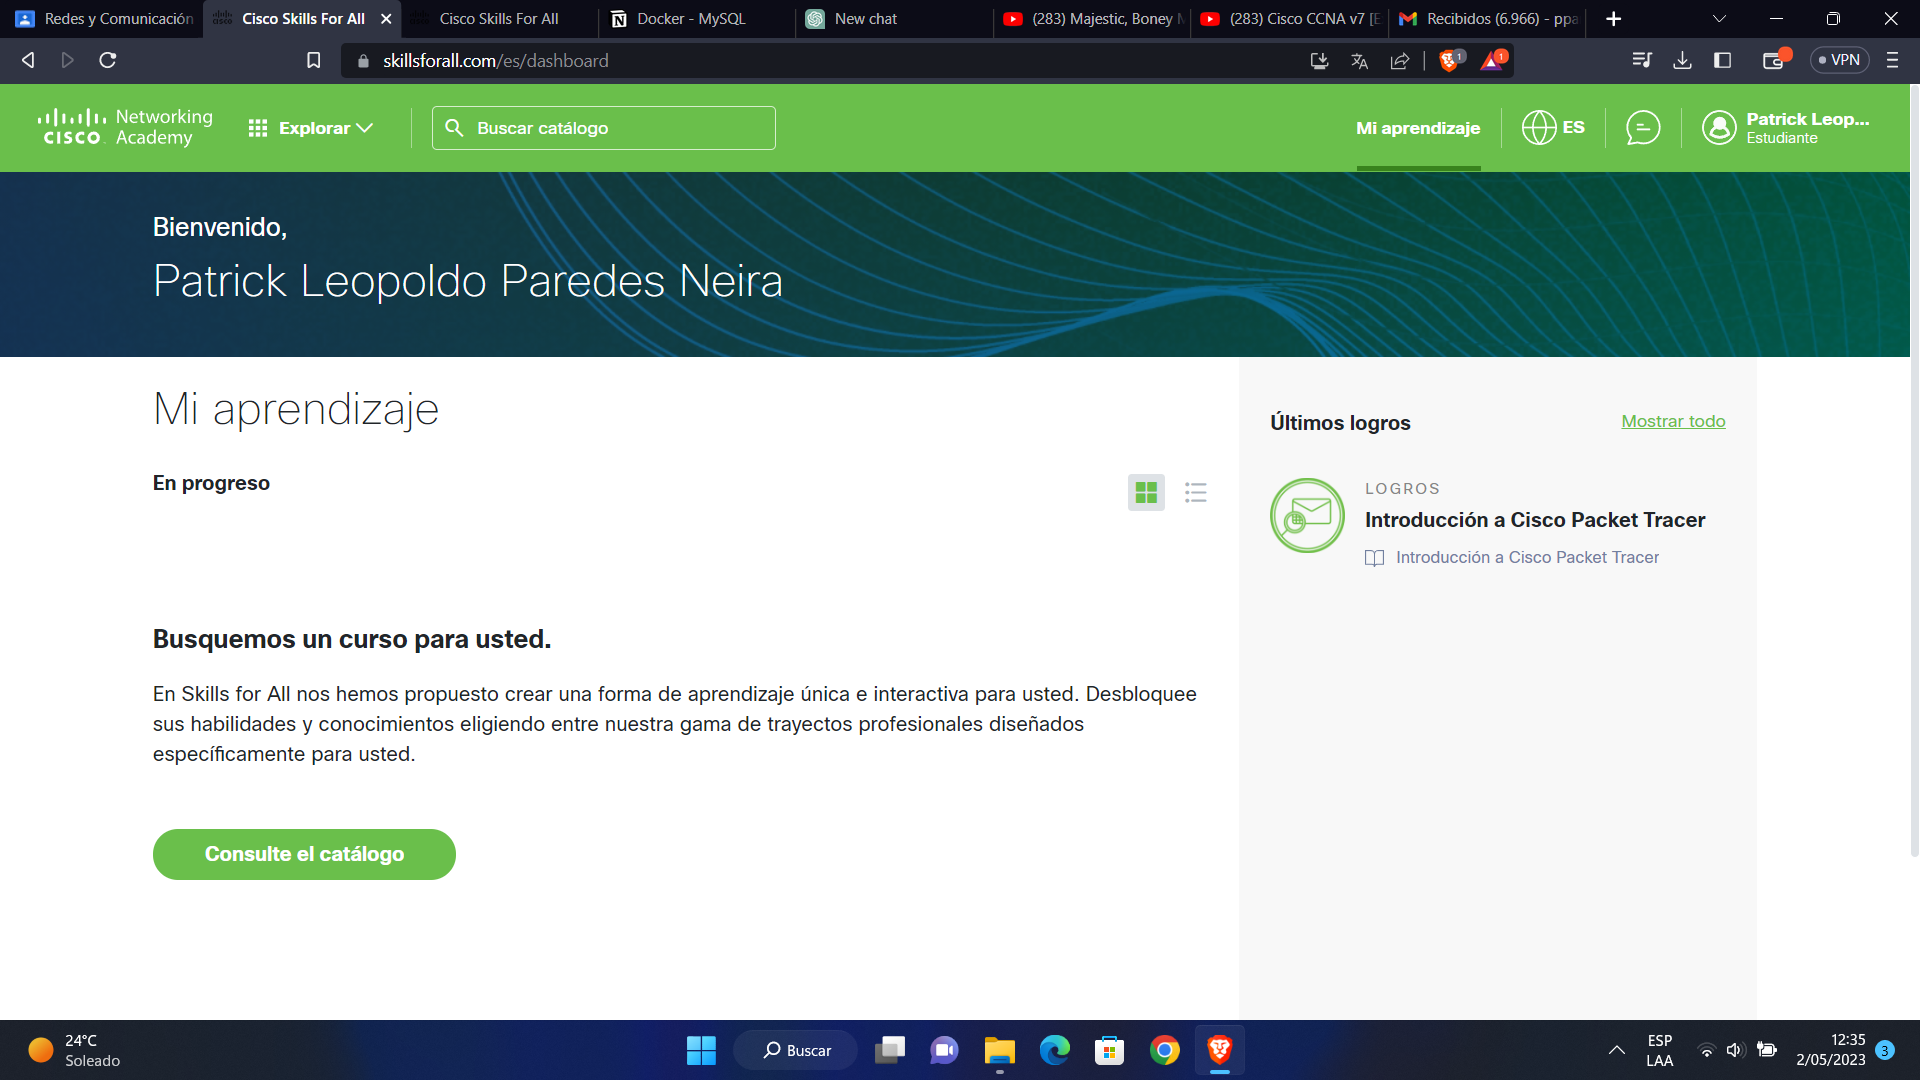 Redes y Comunicación
Cisco Skills For All
Cisco Skills For All
Docker - MySQL
New chat
(283) Majestic, Boney M
(283) Cisco CCNA v7 [E
Recibidos (6.966) - ppa
skillsforall.com/es/dashboard
1
1
VPN
CISCO
Networking
Academy
Explorar
Buscar catálogo
Mi aprendizaje
ES
Patrick Leop...
Estudiante
Bienvenido,
Patrick Leopoldo Paredes Neira
Mi aprendizaje
En progreso
Busquemos un curso para usted.
En Skills for All nos hemos propuesto crear una forma de aprendizaje única e interactiva para usted. Desbloquee
sus habilidades y conocimientos eligiendo entre nuestra gama de trayectos profesionales diseñados
específicamente para usted.
Consulte el catálogo
Últimos logros
Mostrar todo
LOGROS
Introducción a Cisco Packet Tracer
Introducción a Cisco Packet Tracer
24°C
Soleado
Buscar
ESP
LAA
12:35
2/05/2023
3